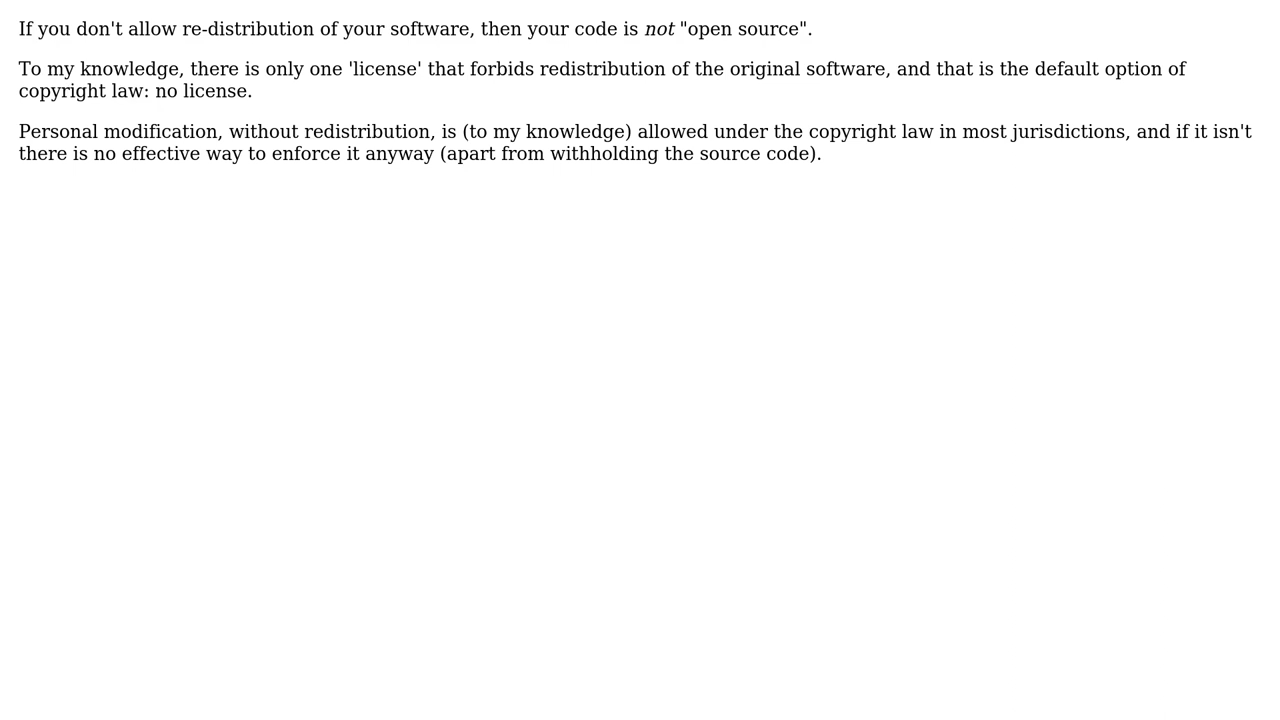 If you don't allow re-distribution of your software, then your code is not "open source".
To my knowledge, there is only one 'license' that forbids redistribution of the original software, and that is the default option of
copyright law: no license.
Personal modification, without redistribution, is (to my knowledge) allowed under the copyright law in most jurisdictions, and if it isn't
there is no effective way to enforce it anyway (apart from withholding the source code).